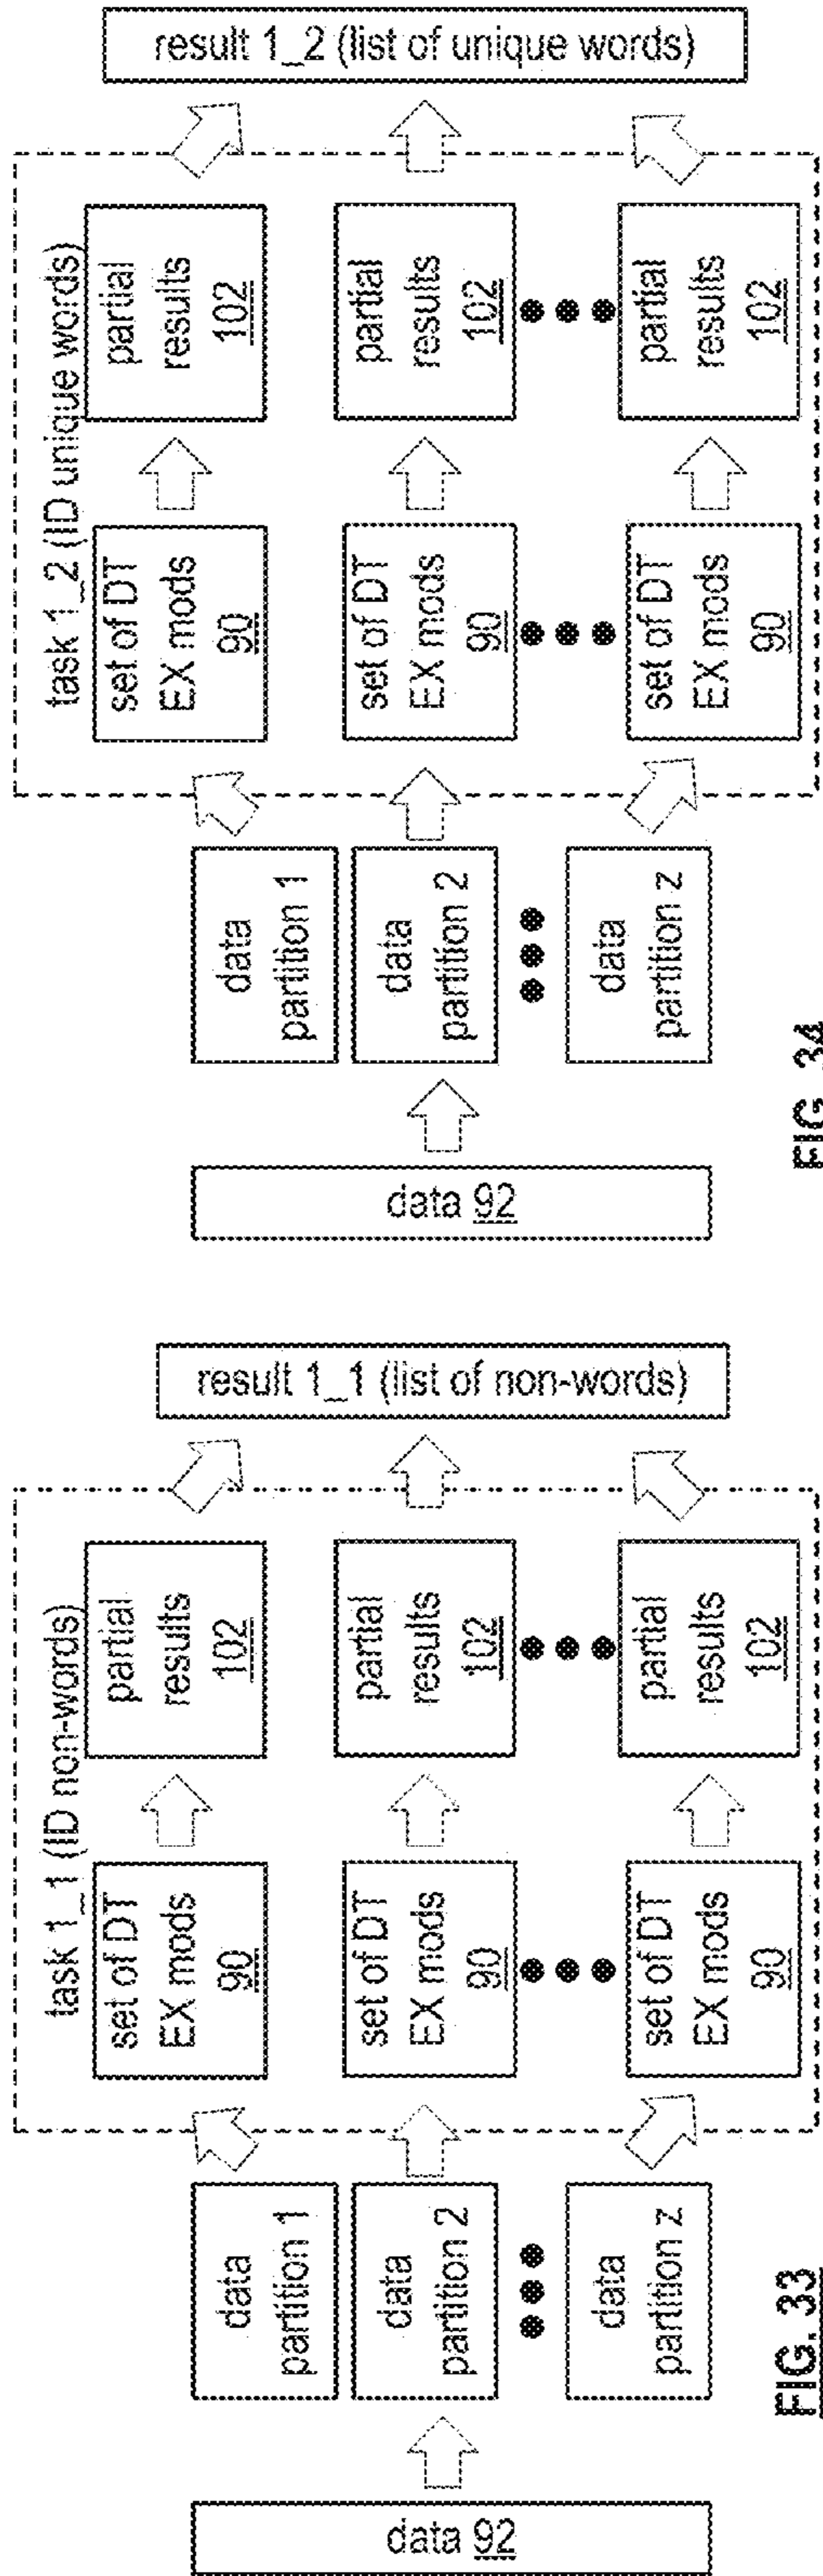 data 92
data
partition 1
data
partition 2
data
partition z
task 1_1 (ID non-words)
set of DT
EX mods
90
set of DT
EX mods
90
set of DT
EX mods
90
partial
results
102
partial
results
102
partial
results
102
result 1_1 (list of non-words)
FIG. 33
data 92
data
partition 1
data
partition 2
data
partition z
task 1_2 (ID unique words)
set of DT
EX mods
90
set of DT
EX mods
90
set of DT
EX mods
90
partial
results
102
partial
results
102
partial
results
102
result 1_2 (list of unique words)
FIG. 34